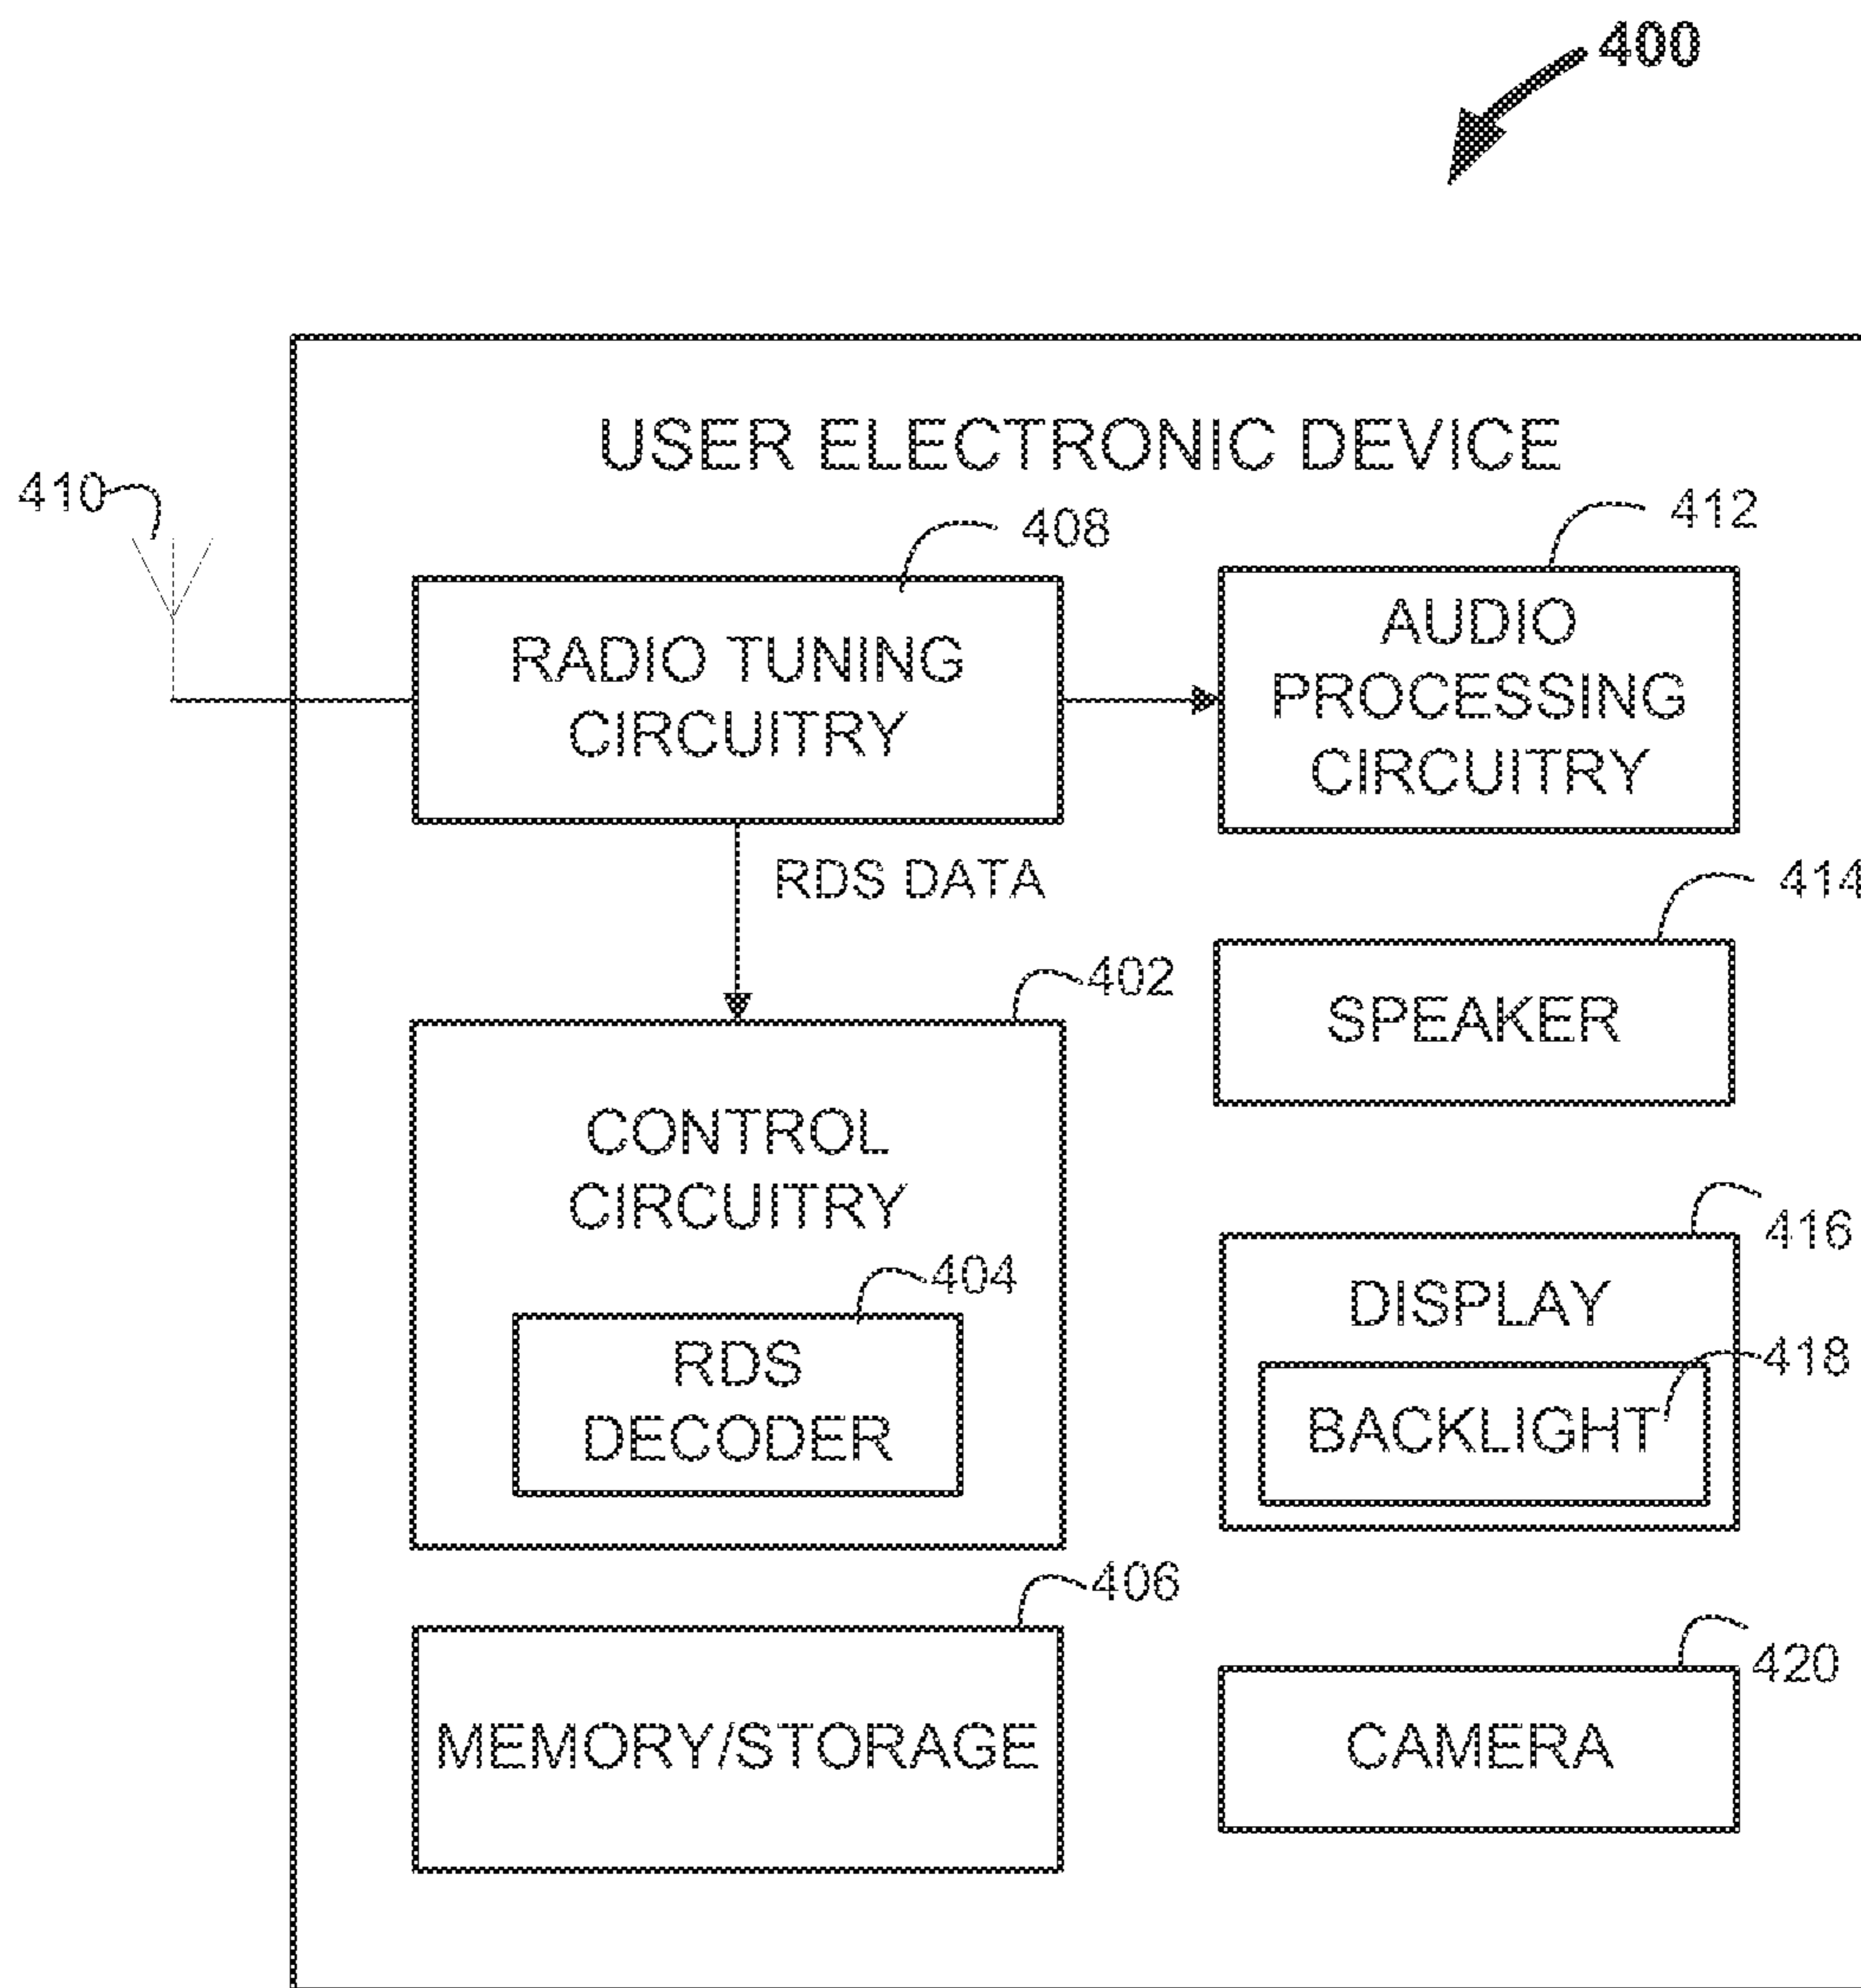 400
USER ELECTRONIC DEVICE
410
408
412
RADIO TUNING
CIRCUITRY
AUDIO
PROCESSING
CIRCUITRY
RDS DATA
414
402
SPEAKER
CONTROL
CIRCUITRY
404
RDS
DECODER
416
DISPLAY
418
BACKLIGHT
406
MEMORY/STORAGE
420
CAMERA